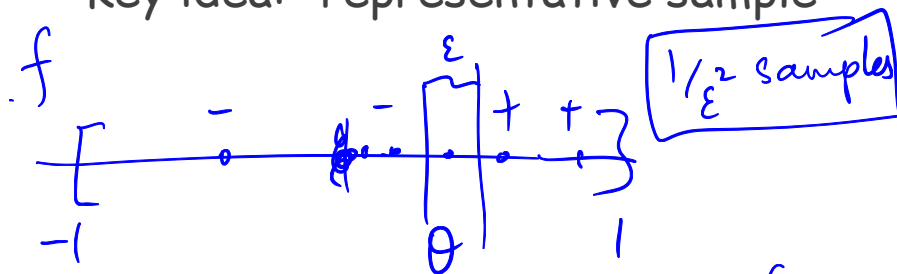 Key idea: representative sample
ε
f
1/ε² samples
- - + +
-1 θ 1